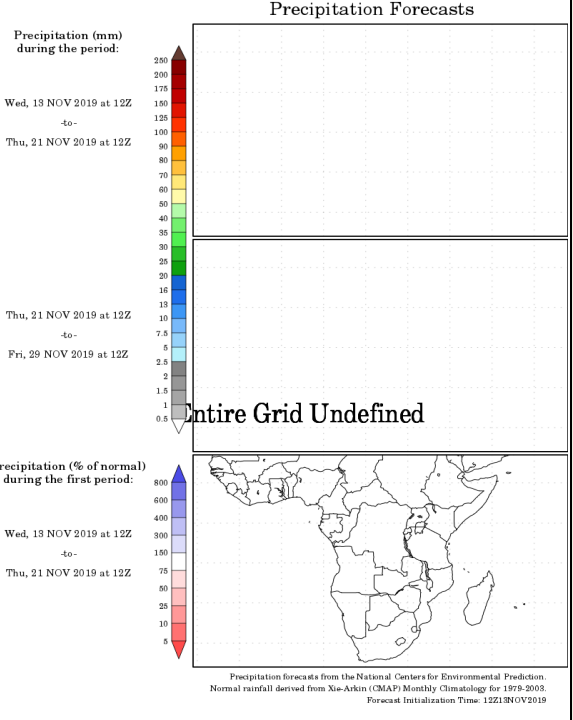 Precipitation Forecasts
Precipitation (mm)
during the period:
Wed, 13 NOV 2019 at 12Z
-to-
Thu, 21 NOV 2019 at 12Z
250
200
175
150
125
100
90
80
70
60
50
40
35
30
25
20
16
13
10
7.5
5
2.5
2
1.5
1
0.5
Thu, 21 NOV 2019 at 12Z
-to-
Fri, 29 NOV 2019 at 12Z
Entire Grid Undefined
recipitation (% of normal)
during the first period:
Wed, 13 NOV 2019 at 12Z
-to-
Thu, 21 NOV 2019 at 12Z
800
600
400
300
150
75
50
25
10
5
Precipitation forecasts from the National Centers for Environmental Prediction.
Normal rainfall derived from Xie-Arkin (CMAP) Monthly Climatology for 1979-2003.
Forecast Initialization Time: 12Z13NOV2019